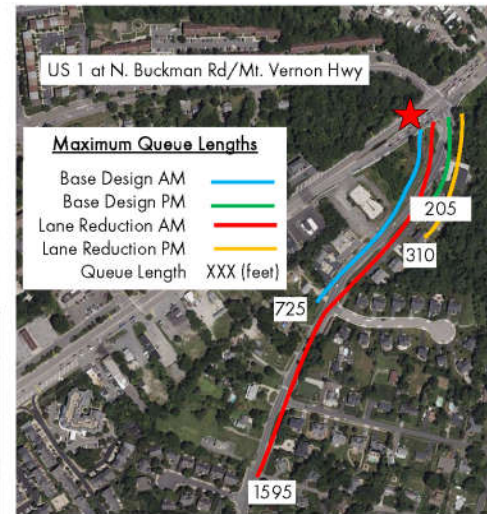 US 1 at N. Buckman Rd/Mt. Vernon Hwy
Maximum Queue Lengths
Base Design AM
Base Design PM
Lane Reduction AM
Lane Reduction PM
Queue Length XXX (feet)
205
310
725
1595